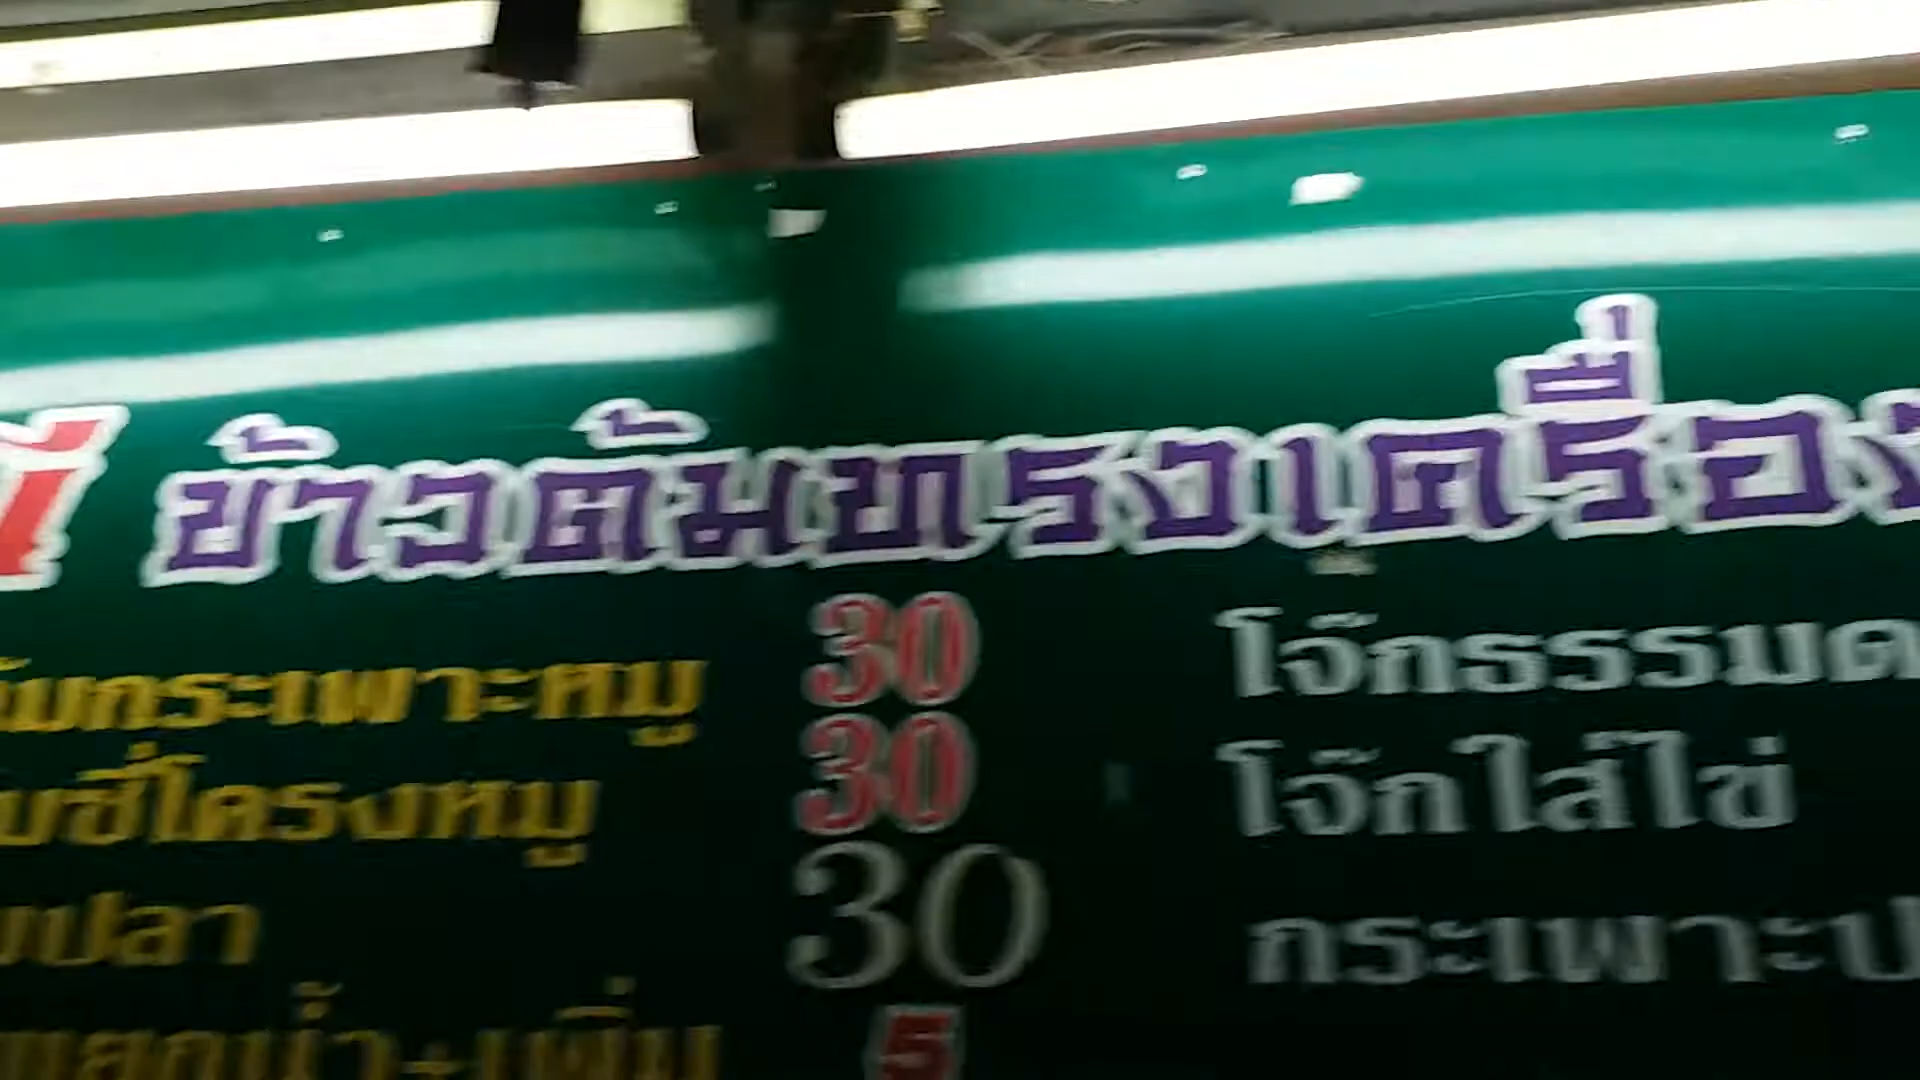 ข้าวต้มทรงเครื่อง
กระเพาะหมู 30 โจ๊กธรรมด
ซี่โครงหมู 30 โจ๊กใส่ไข่
ปลา 30 กระเพาะป
+เพิ่ม 5